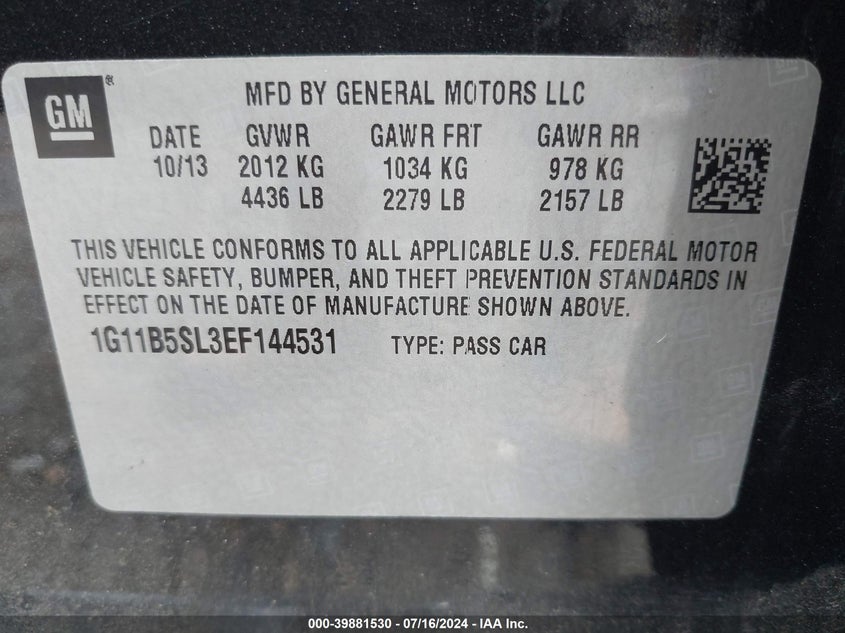 GM®
MFD BY GENERAL MOTORS LLC
DATE GVWR GAWR FRT GAWR RR
10/13 2012 KG 1034 KG 978 KG
4436 LB 2279 LB 2157 LB
THIS VEHICLE CONFORMS TO ALL APPLICABLE U.S. FEDERAL MOTOR
VEHICLE SAFETY, BUMPER, AND THEFT PREVENTION STANDARDS IN
EFFECT ON THE DATE OF MANUFACTURE SHOWN ABOVE.
1G11B5SL3EF144531 TYPE: PASS CAR
000-39881530 - 07/16/2024 - IAA Inc.